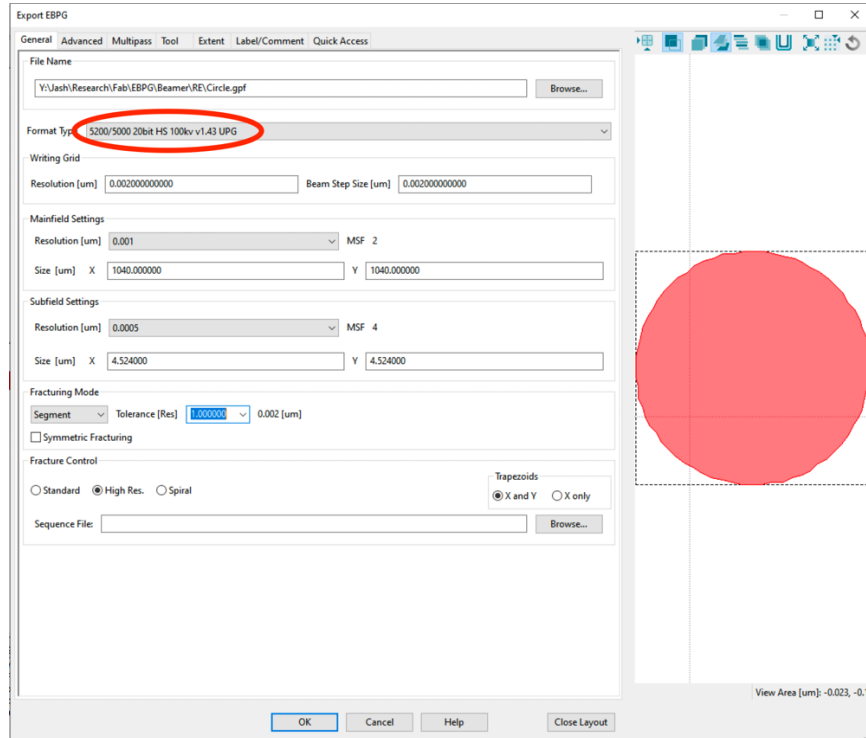 Export EBPG
General Advanced Multipass Tool Extent Label/Comment Quick Access
File Name
Y:\Jash\Research\Fab\EBPG\Beamer\RE\Circle.gpf Browse...
Format Typ 5200/5000 20bit HS 100kv v1.43 UPG
Writing Grid
Resolution [um] 0.002000000000 Beam Step Size [um] 0.002000000000
Mainfield Settings
Resolution [um] 0.001 MSF 2
Size [um] X 1040.000000 Y 1040.000000
Subfield Settings
Resolution [um] 0.0005 MSF 4
Size [um] X 4.524000 Y 4.524000
Fracturing Mode
Segment Tolerance [Res] 1.000000 0.002 [um]
Symmetric Fracturing
Fracture Control
Trapezoids
Standard High Res. Spiral X and Y X only
Sequence File: Browse...
View Area [um]: -0.023, -0.
OK Cancel Help Close Layout